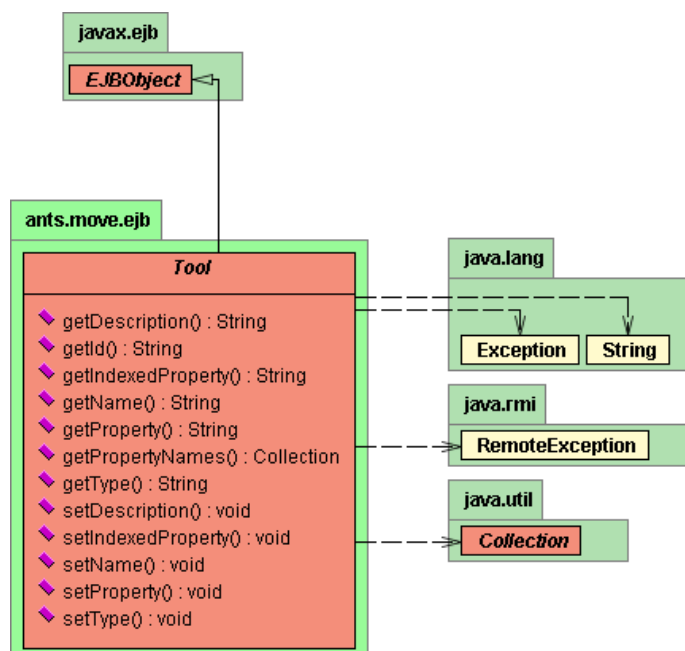 javax.ejb
EJBObject
ants.move.ejb
Tool
getDescription() : String
getId() : String
getIndexedProperty() : String
getName() : String
getProperty() : String
getPropertyNames() : Collection
getType() : String
setDescription() : void
setIndexedProperty() : void
setName() : void
setProperty() : void
setType() : void
java.lang
Exception String
java.rmi
RemoteException
java.util
Collection